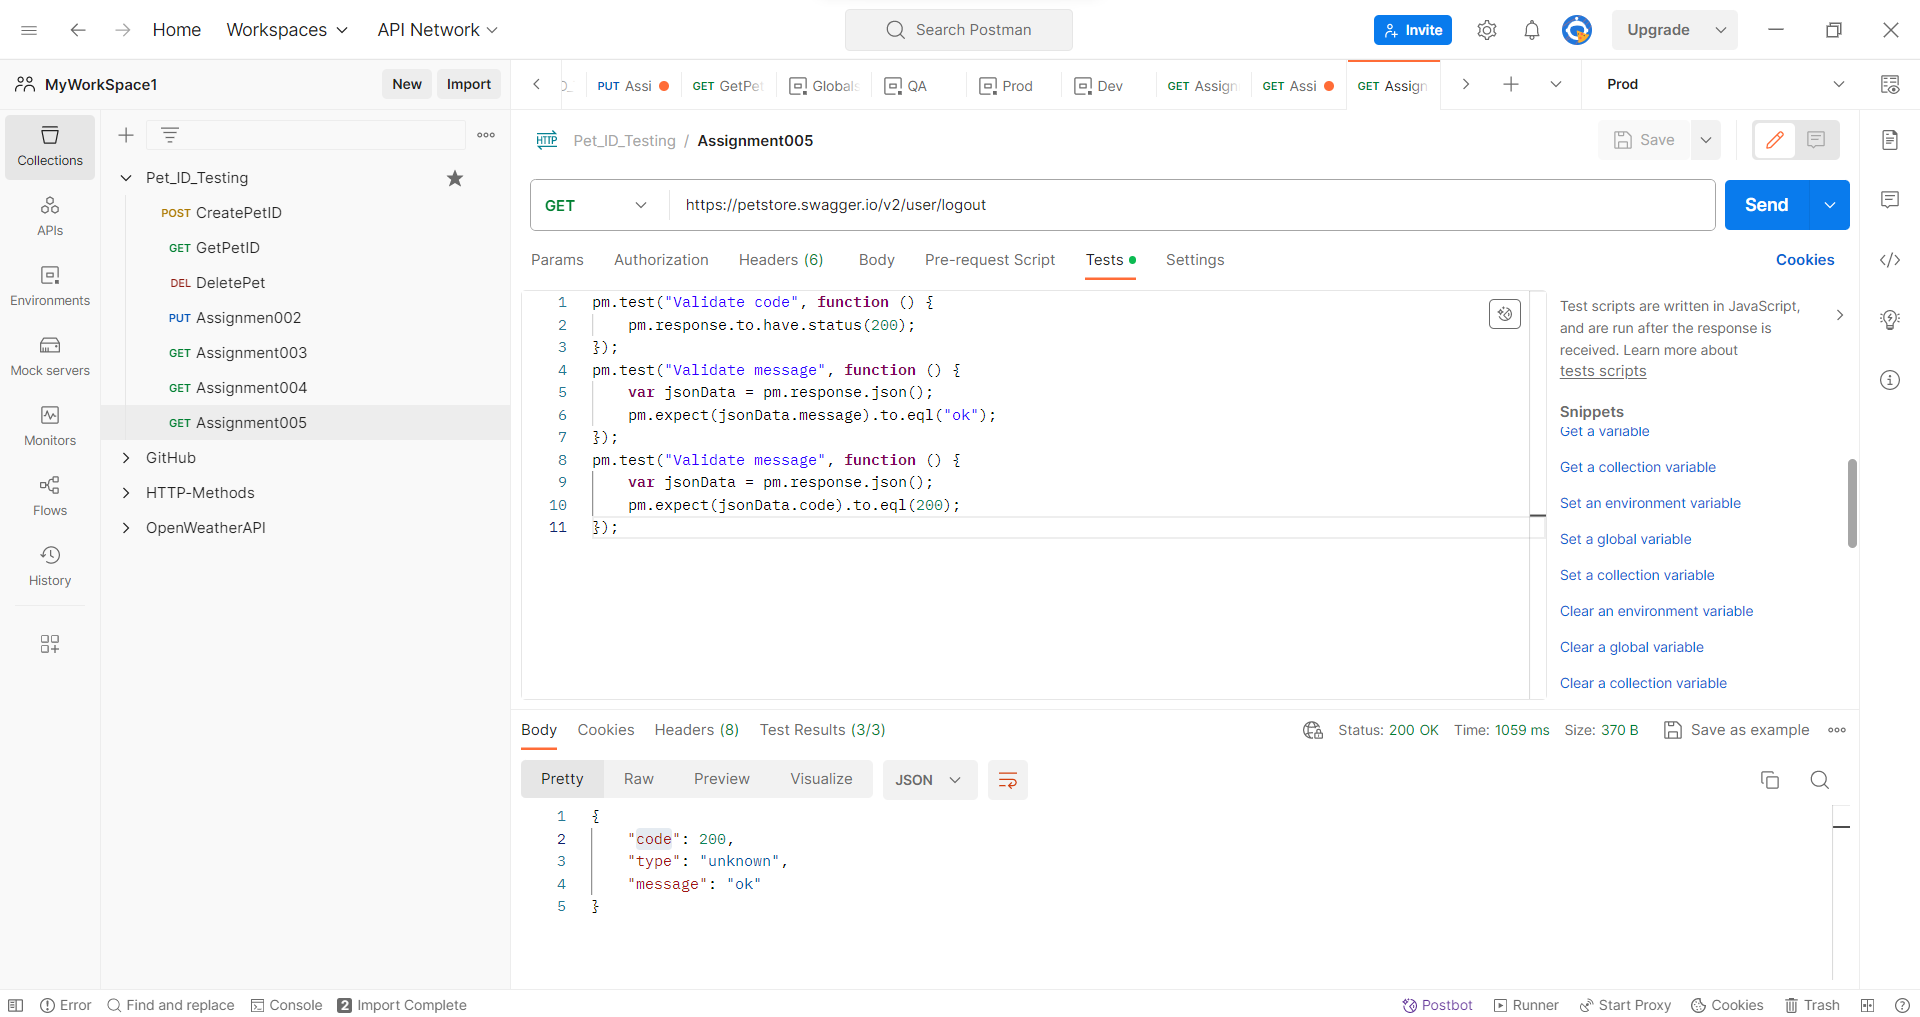 Home Workspaces API Network Search Postman Invite Upgrade
MyWorkSpace1 New Import
PUT Assi GET GetPet Globals QA Prod Dev GET Assign GET Assi GET Assign Prod
Collections
APIs
Environments
Mock servers
Monitors
Flows
History
Pet_ID_Testing
POST CreatePetID
GET GetPetID
DEL DeletePet
PUT Assignmen002
GET Assignment003
GET Assignment004
GET Assignment005
GitHub
HTTP-Methods
OpenWeatherAPI
HTTP Pet_ID_Testing / Assignment005 Save
GET https://petstore.swagger.io/v2/user/logout Send
Params Authorization Headers (6) Body Pre-request Script Tests Settings Cookies
1 pm.test("Validate code", function () {
2 pm.response.to.have.status(200);
3 });
4 pm.test("Validate message", function () {
5 var jsonData = pm.response.json();
6 pm.expect(jsonData.message).to.eql("ok");
7 });
8 pm.test("Validate message", function () {
9 var jsonData = pm.response.json();
10 pm.expect(jsonData.code).to.eql(200);
11 });
Test scripts are written in JavaScript,
and are run after the response is
received. Learn more about
tests scripts
Snippets
Get a variable
Get a collection variable
Set an environment variable
Set a global variable
Set a collection variable
Clear an environment variable
Clear a global variable
Clear a collection variable
Body Cookies Headers (8) Test Results (3/3) Status: 200 OK Time: 1059 ms Size: 370 B Save as example
Pretty Raw Preview Visualize JSON
1 {
2 "code": 200,
3 "type": "unknown",
4 "message": "ok"
5 }
Error Find and replace Console 2 Import Complete Postbot Runner Start Proxy Cookies Trash